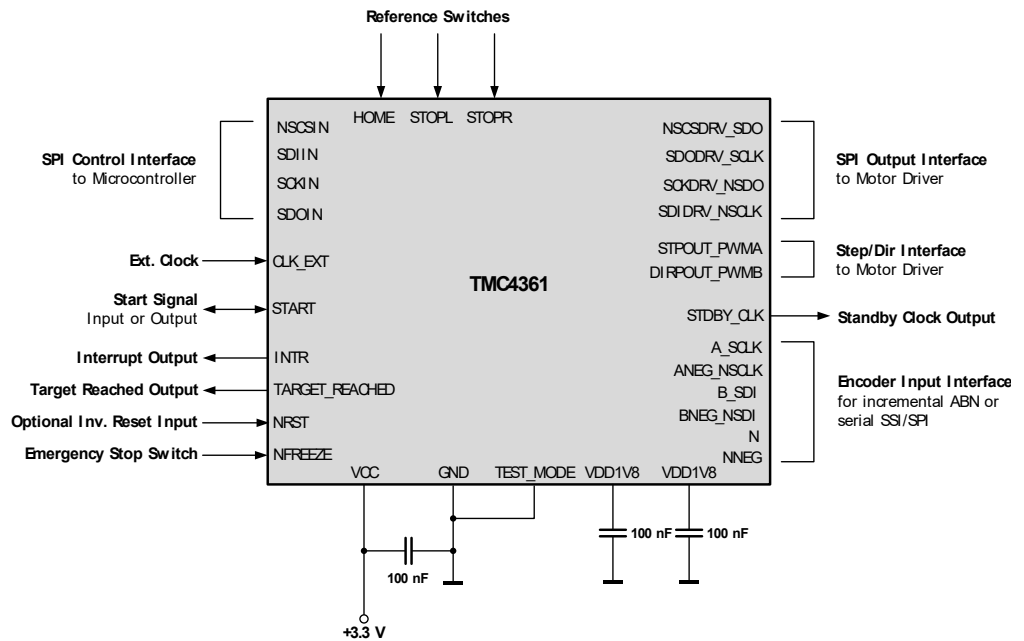 Reference Switches
HOME STOPL STOPR
NSCSIN
SDIIN
SCKIN
SDOIN
SPI Control Interface
to Microcontroller
Ext. Clock
CLK_EXT
Start Signal
Input or Output
START
Interrupt Output
INTR
Target Reached Output
TARGET_REACHED
Optional Inv. Reset Input
NRST
Emergency Stop Switch
NFREEZE
TMC4361
NSCSDRV_SDO
SDODRV_SCLK
SCKDRV_NSDO
SDIDRV_NSCLK
SPI Output Interface
to Motor Driver
STPOUT_PWMA
DIRPOUT_PWMB
Step/Dir Interface
to Motor Driver
STDBY_CLK
Standby Clock Output
A_SCLK
ANEG_NSCLK
B_SDI
BNEG_NSDI
N
NNEG
Encoder Input Interface
for incremental ABN or
serial SSI/SPI
VCC GND TEST_MODE VDD1V8 VDD1V8
100 nF
100 nF
100 nF
+3.3 V